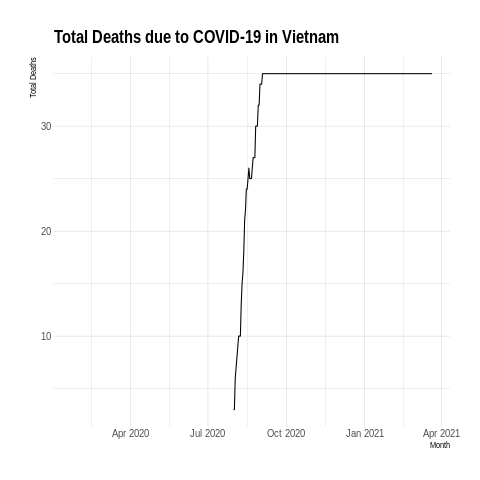 Total Deaths due to COVID-19 in Vietnam
Total Deaths
30
20
10
Apr 2020
Jul 2020
Oct 2020
Jan 2021
Apr 2021
Month